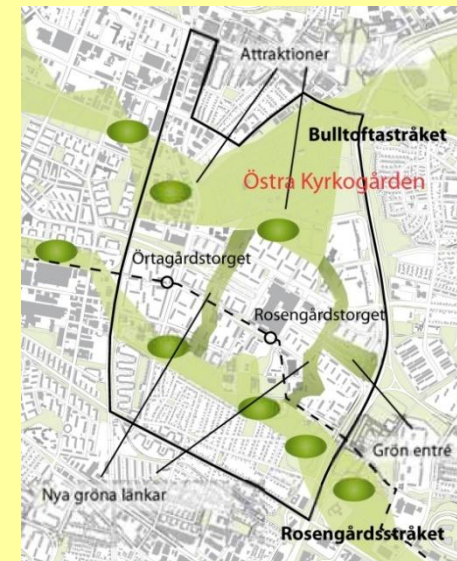 Attraktioner
Bulltoftastråket
Östra Kyrkogården
Örtagårdstorget
Rosengårdstorget
Grön entré
Nya gröna länkar
Rosengårdsstråket